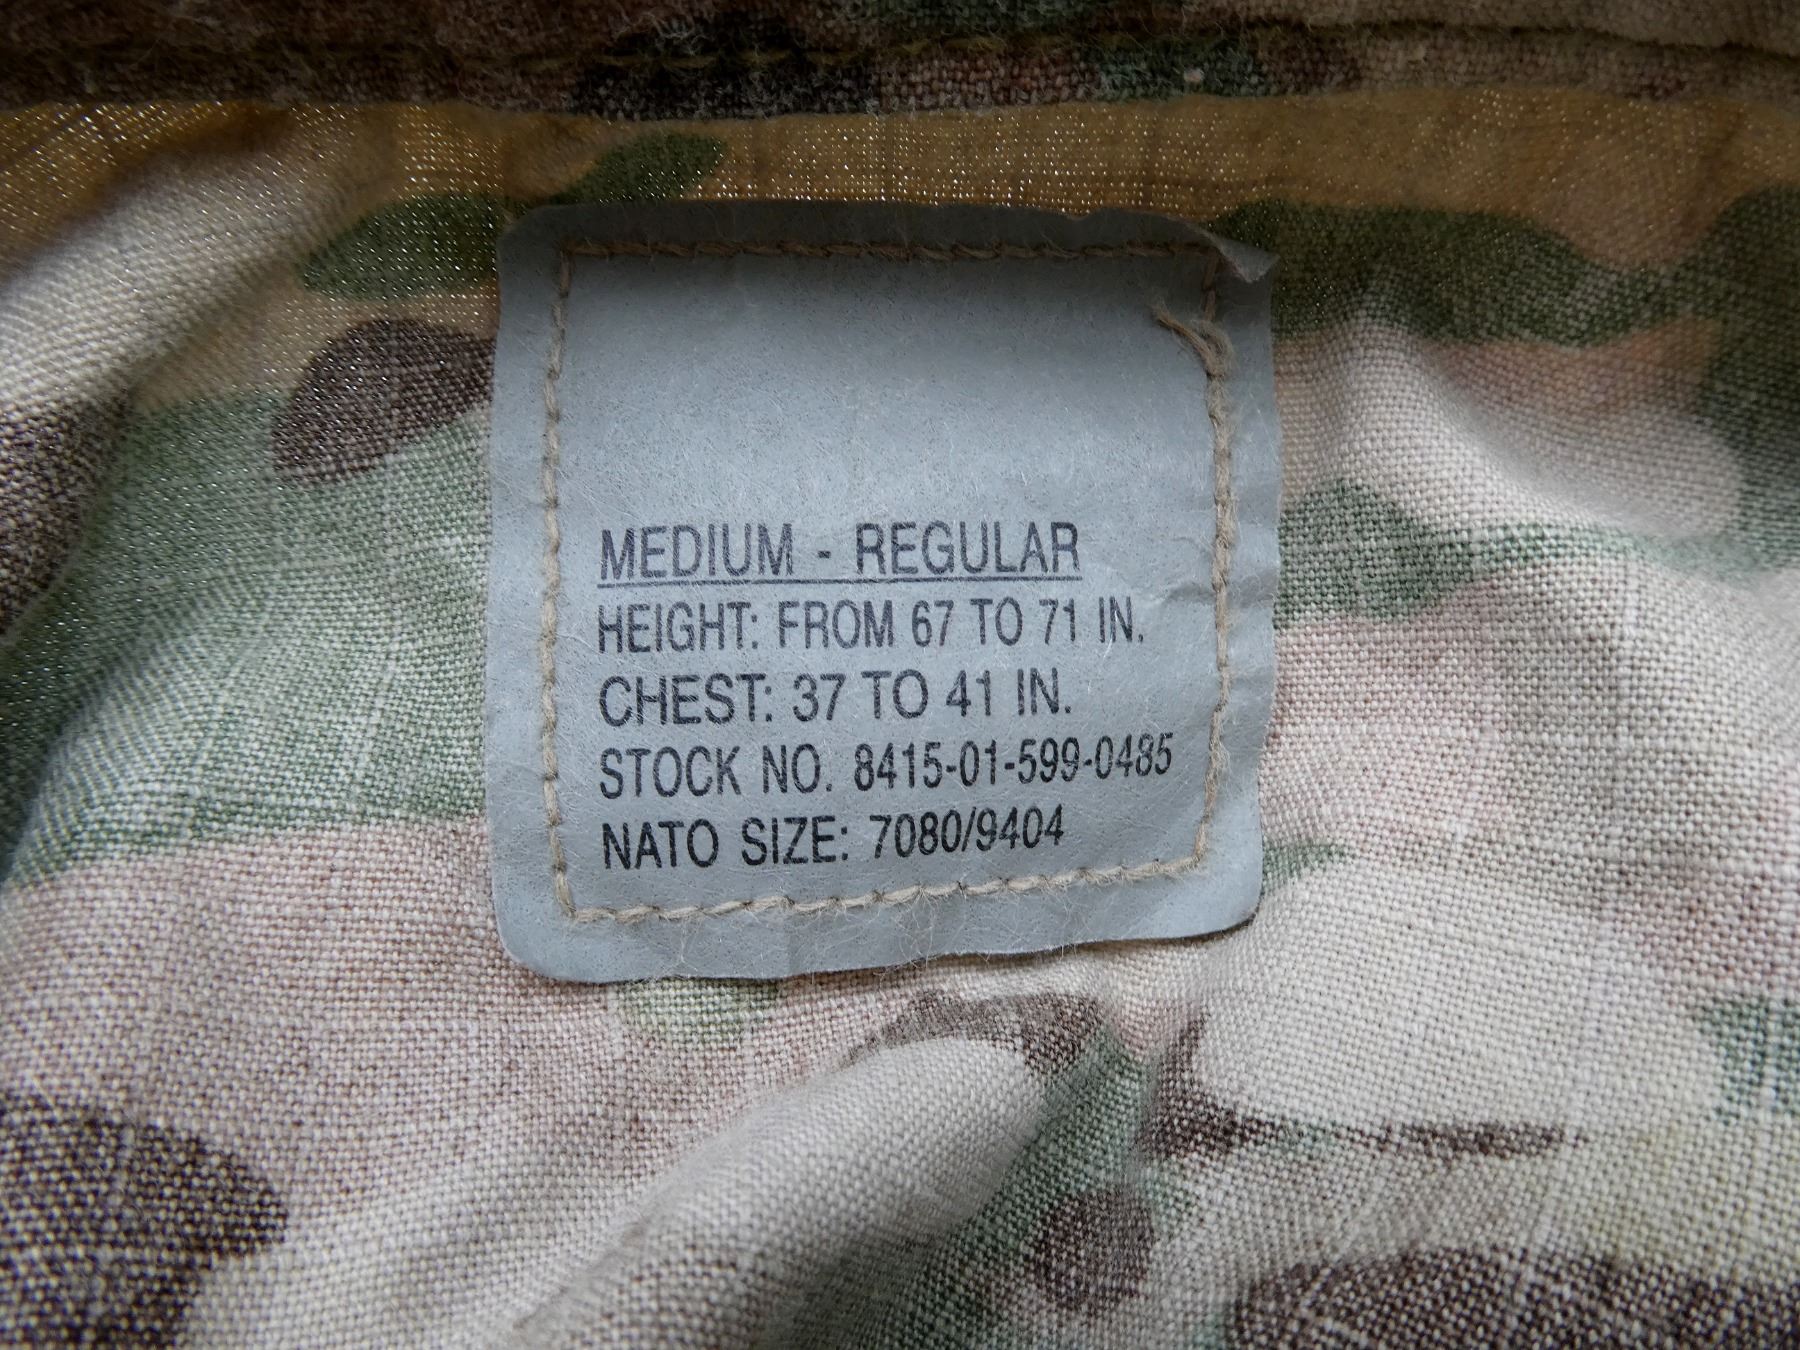 MEDIUM - REGULAR
HEIGHT: FROM 67 TO 71 IN.
CHEST: 37 TO 41 IN.
STOCK NO. 8415-01-599-0485
NATO SIZE: 7080/9404